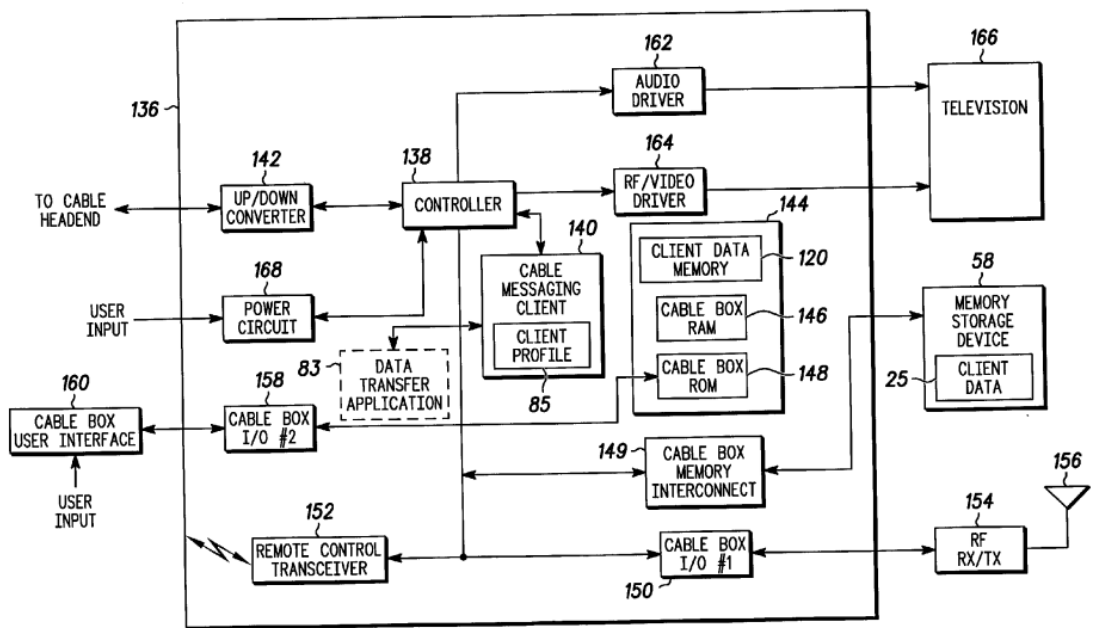 162
AUDIO
DRIVER
166
TELEVISION
136
142
UP/DOWN
CONVERTER
TO CABLE
HEADEND
138
CONTROLLER
164
RF/VIDEO
DRIVER
144
CLIENT DATA
MEMORY
120
CABLE BOX
RAM
146
CABLE BOX
ROM
148
140
CABLE
MESSAGING
CLIENT
CLIENT
PROFILE
85
168
POWER
CIRCUIT
USER
INPUT
83
DATA
TRANSFER
APPLICATION
58
MEMORY
STORAGE
DEVICE
25
CLIENT
DATA
160
CABLE BOX
USER INTERFACE
USER
INPUT
158
CABLE BOX
I/O #2
149
CABLE BOX
MEMORY
INTERCONNECT
152
REMOTE CONTROL
TRANSCEIVER
CABLE BOX
I/O #1
150
154
RF
RX/TX
156